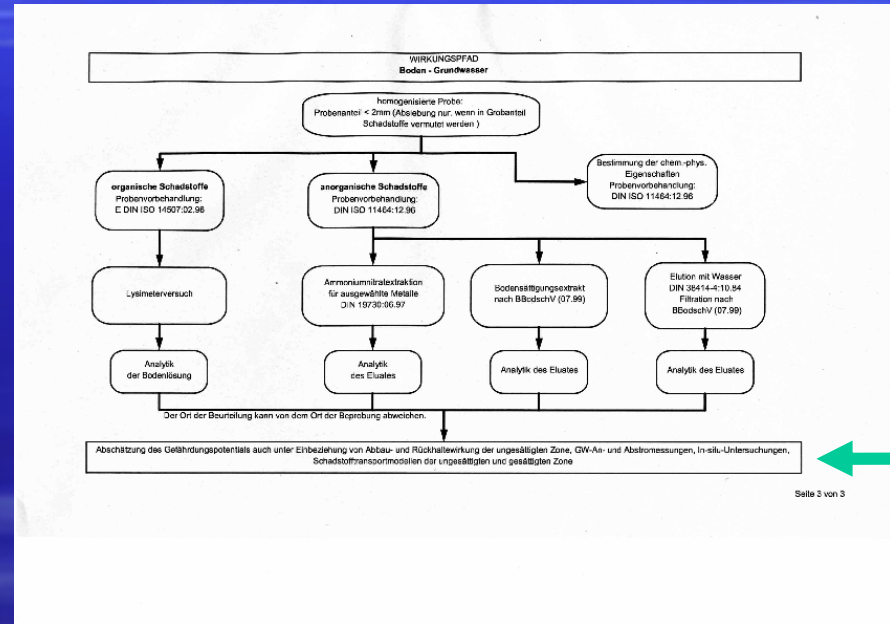 WIRKUNGSPFAD
Boden - Grundwasser
homogenisierte Probe:
Probenanteil < 2mm (Absiebung nur, wenn in Grobanteil
Schadstoffe vermutet werden )
Bestimmung der chem.-phys.
Eigenschaften
Probenvorbehandlung:
DIN ISO 11464:12.96
organische Schadstoffe
Probenvorbehandlung:
E DIN ISO 14507:02.96
anorganische Schadstoffe
Probenvorbehandlung:
DIN ISO 11464:12.96
Lysimeterversuch
Ammoniumnitratextraktion
für ausgewählte Metalle
DIN 19730:06.97
Bodensättigungsextrakt
nach BBodschV (07.99)
Elution mit Wasser
DIN 38414-4:10.84
Filtration nach
BBodschV (07.99)
Analytik
der Bodenlösung
Analytik
des Eluates
Analytik des Eluates
Analytik des Eluates
Der Ort der Beurteilung kann von dem Ort der Beprobung abweichen.
Abschätzung des Gefährdungspotentials auch unter Einbeziehung von Abbau- und Rückhaltewirkung der ungesättigten Zone, GW-An- und Abstromessungen, In-situ-Untersuchungen,
Schadstofftransportmodellen der ungesättigten und gesättigten Zone
Seite 3 von 3